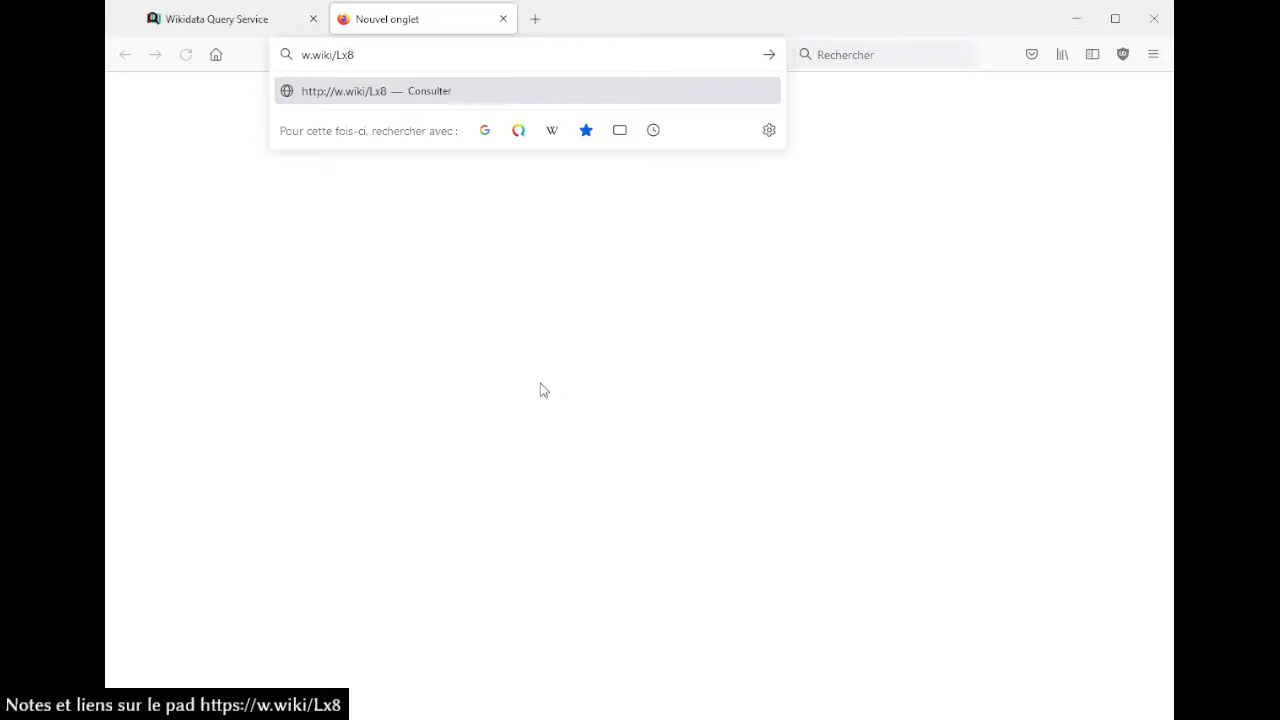 Wikidata Query Service
Nouvel onglet
w.wiki/Lx8
Rechercher
http://w.wiki/Lx8 — Consulter
Pour cette fois-ci, rechercher avec :
Notes et liens sur le pad https://w.wiki/Lx8